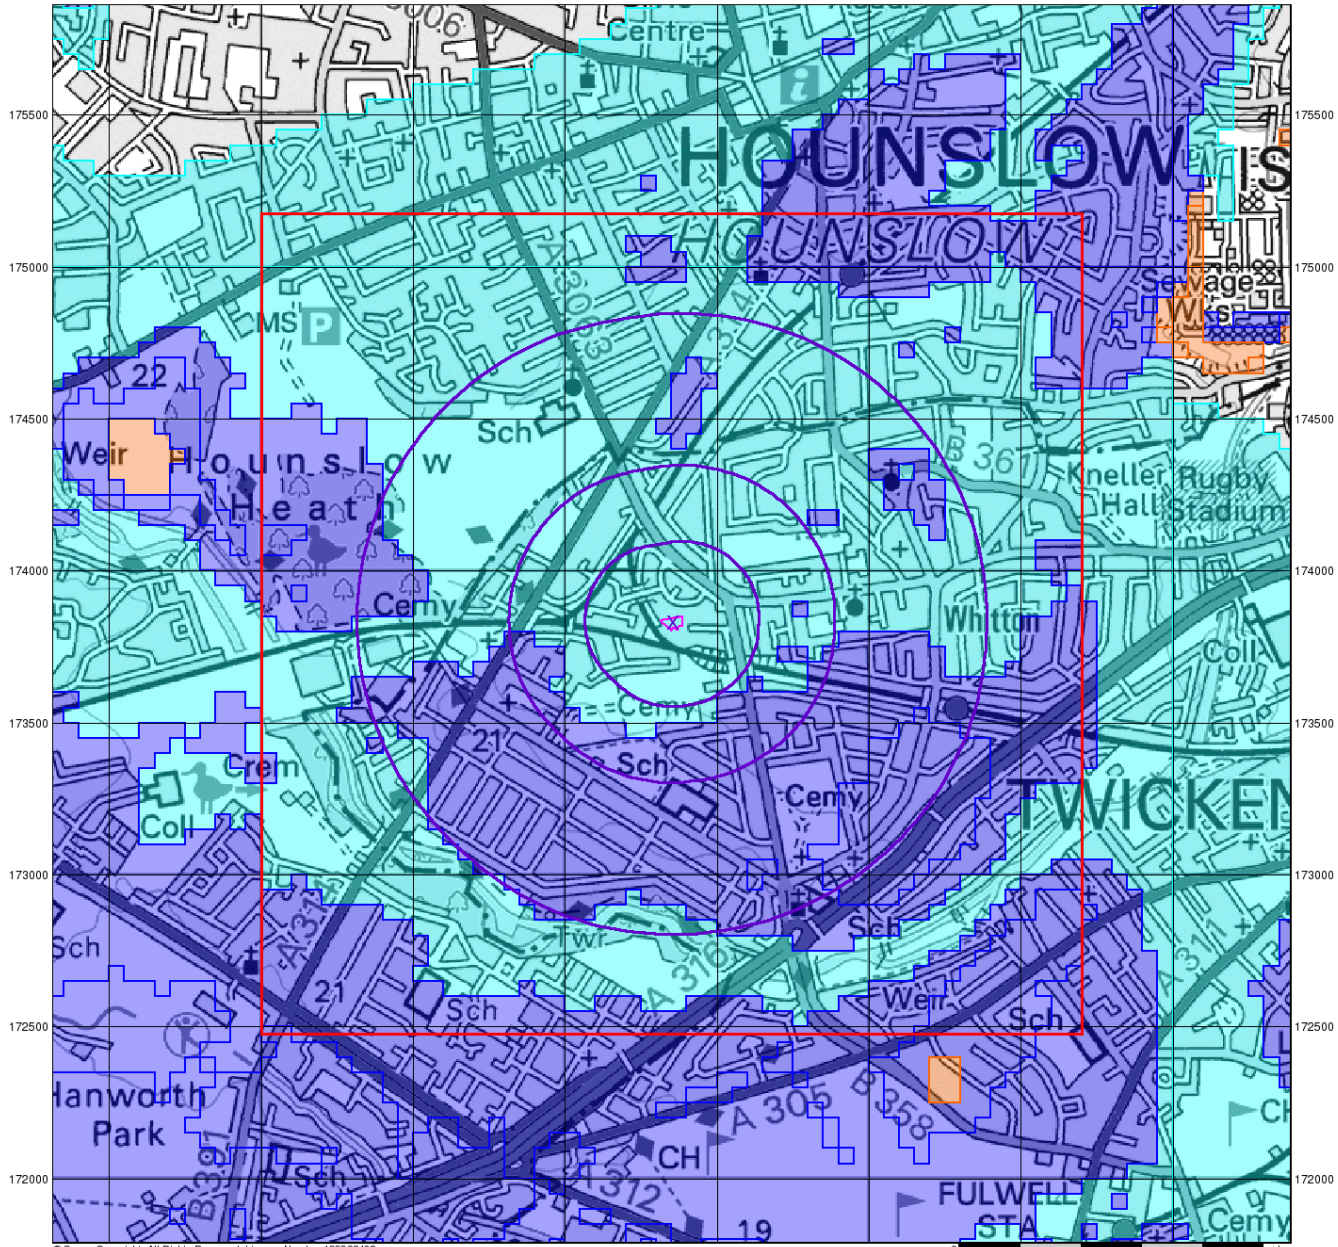 Centre
175500
175500
HOUNSLOW
HOUNSLOW
A 3063
175000
175000
Sewage
Wks
MS
P
22
174500
174500
Sch
Weir
Hounslow
Heath
B 361
Kneller
Hall
Rugby
Stadium
174000
174000
Cemy
Whitton
Coll
173500
173500
Cemy
21
Sch
Crem
Coll
Cemy
TWICKEN
173000
173000
Sch
Sch
Twr
A 316
A 311
21
Sch
Weir
Sch
172500
172500
Hanworth
Park
A 305
B 358
CH
Sch
172000
172000
A 312
FULWELL
STA
Cemy
19